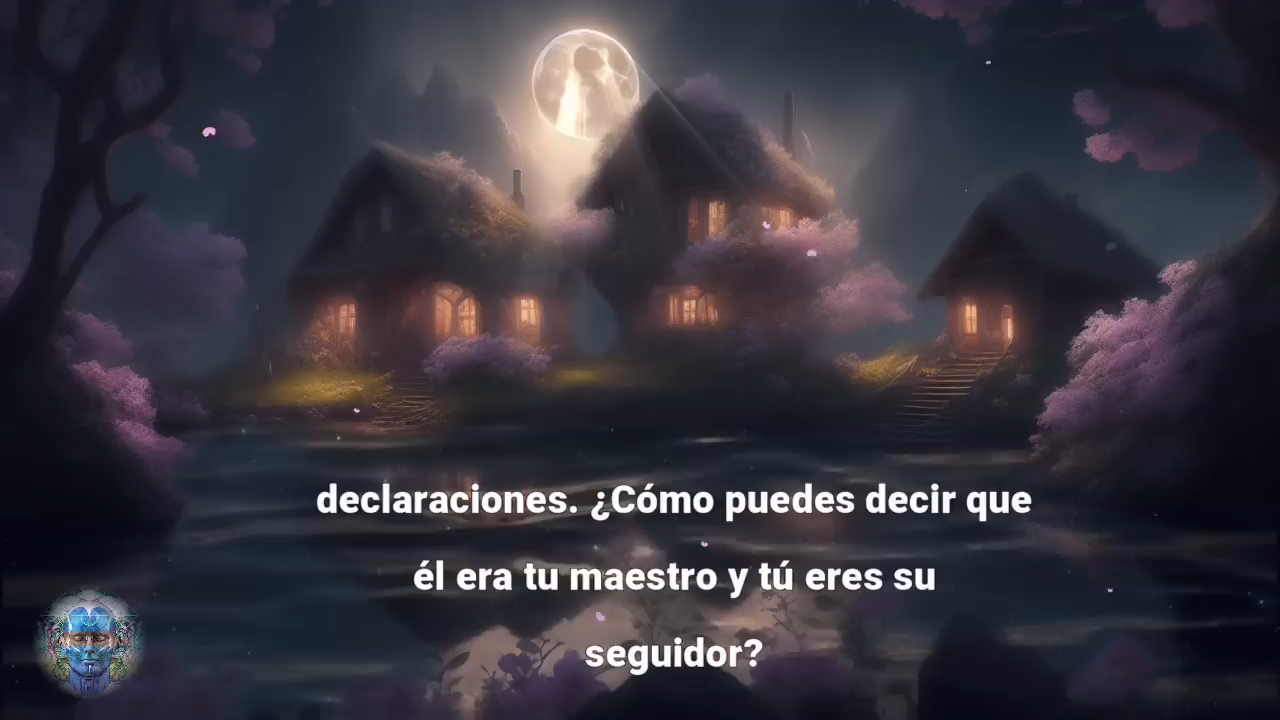 declaraciones. ¿Cómo puedes decir que
él era tu maestro y tú eres su
seguidor?